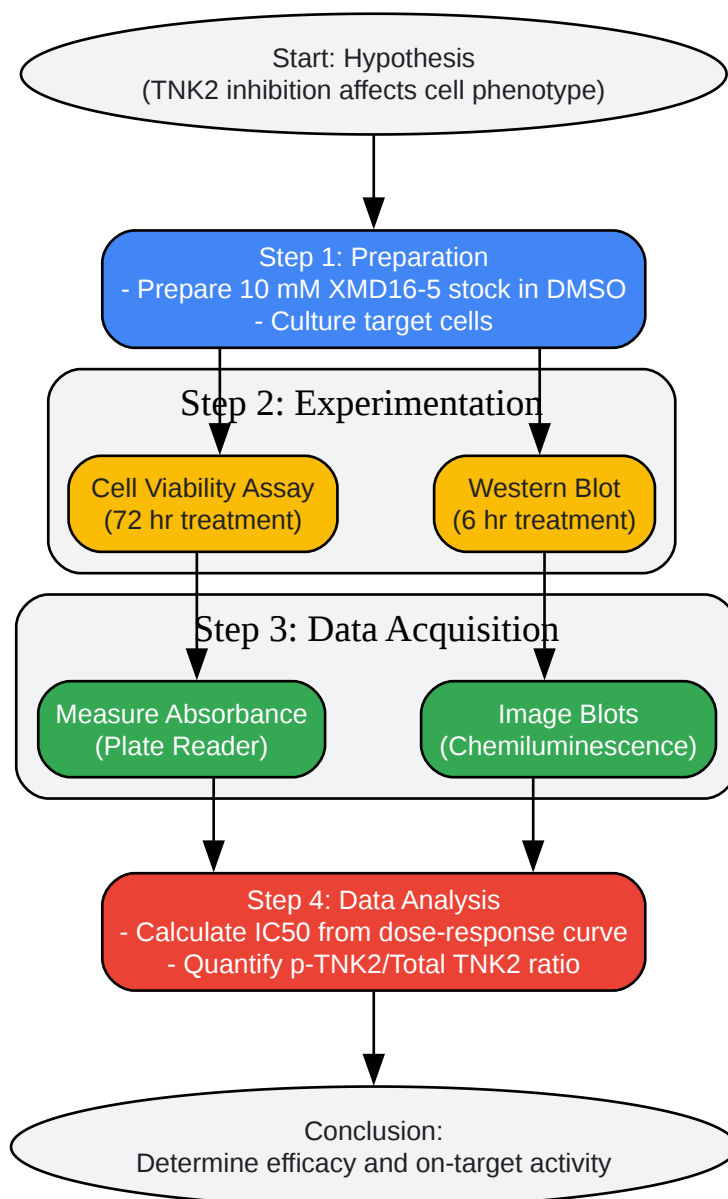 Start: Hypothesis
(TNK2 inhibition affects cell phenotype)
Step 1: Preparation
- Prepare 10 mM XMD16-5 stock in DMSO
- Culture target cells
Step 2: Experimentation
Cell Viability Assay
(72 hr treatment)
Western Blot
(6 hr treatment)
Step 3: Data Acquisition
Measure Absorbance
(Plate Reader)
Image Blots
(Chemiluminescence)
Step 4: Data Analysis
- Calculate IC50 from dose-response curve
- Quantify p-TNK2/Total TNK2 ratio
Conclusion:
Determine efficacy and on-target activity